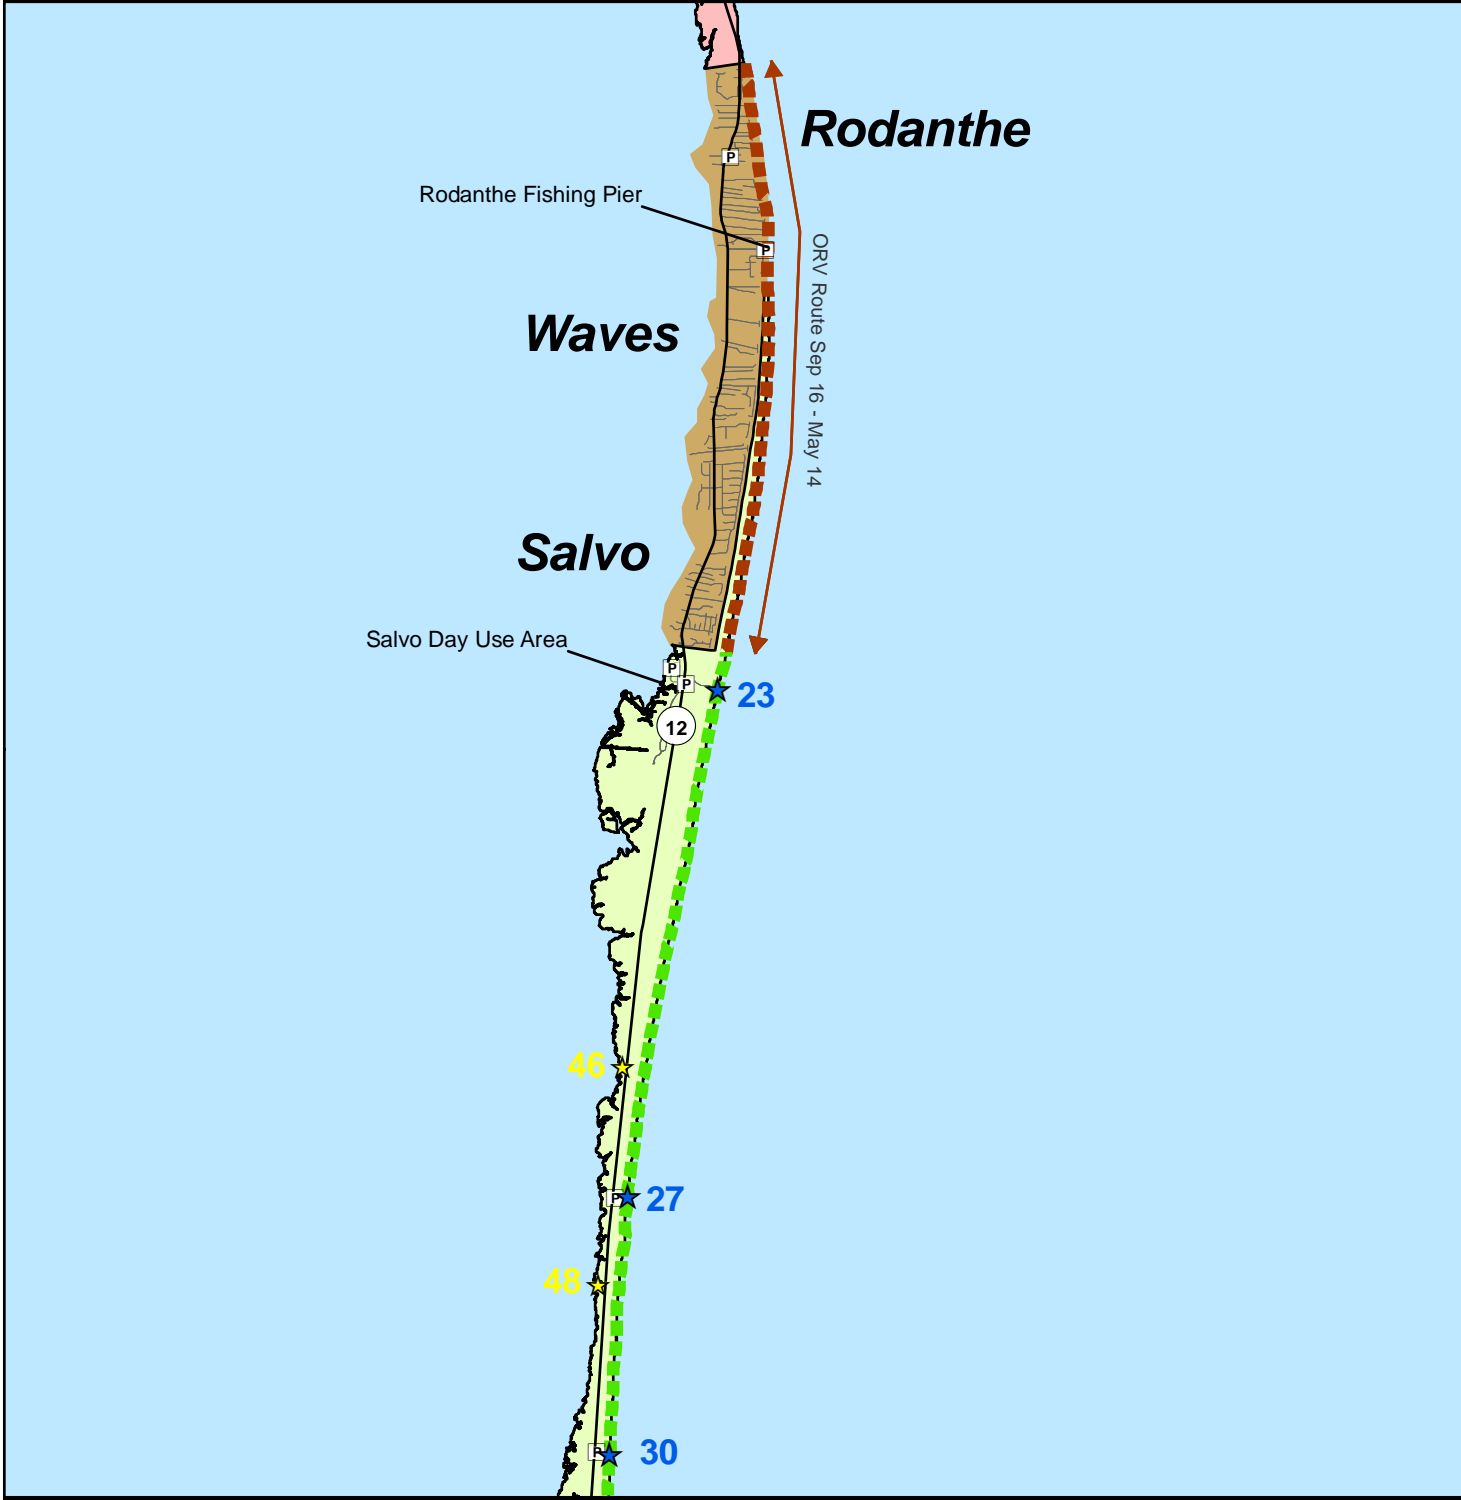 Rodanthe
P
Rodanthe Fishing Pier
P
ORV Route Sep 16 - May 14
Waves
Salvo
Salvo Day Use Area
P
P
23
12
46
P
27
48
P
30